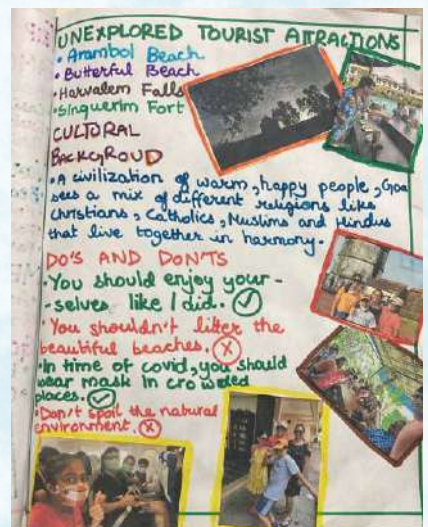 UNEXPLORED TOURIST ATTRACTIONS
• Arambol Beach
• Butterful Beach
• Harvalem Falls
• Sinquerim Fort
CULTORAL
BACKGROUD
• A civilization of warm, happy people, Goa
sees a mix of different religions like
Christians, Catholics, Muslims and Hindus
that live together in harmony.
DO'S AND DON'TS
• You should enjoy your-
-selves like I did..
• You shouldn't litter the
beautiful beaches.
• In time of covid, you should
wear mask in crowded
places.
• Don't spoil the natural
environment.